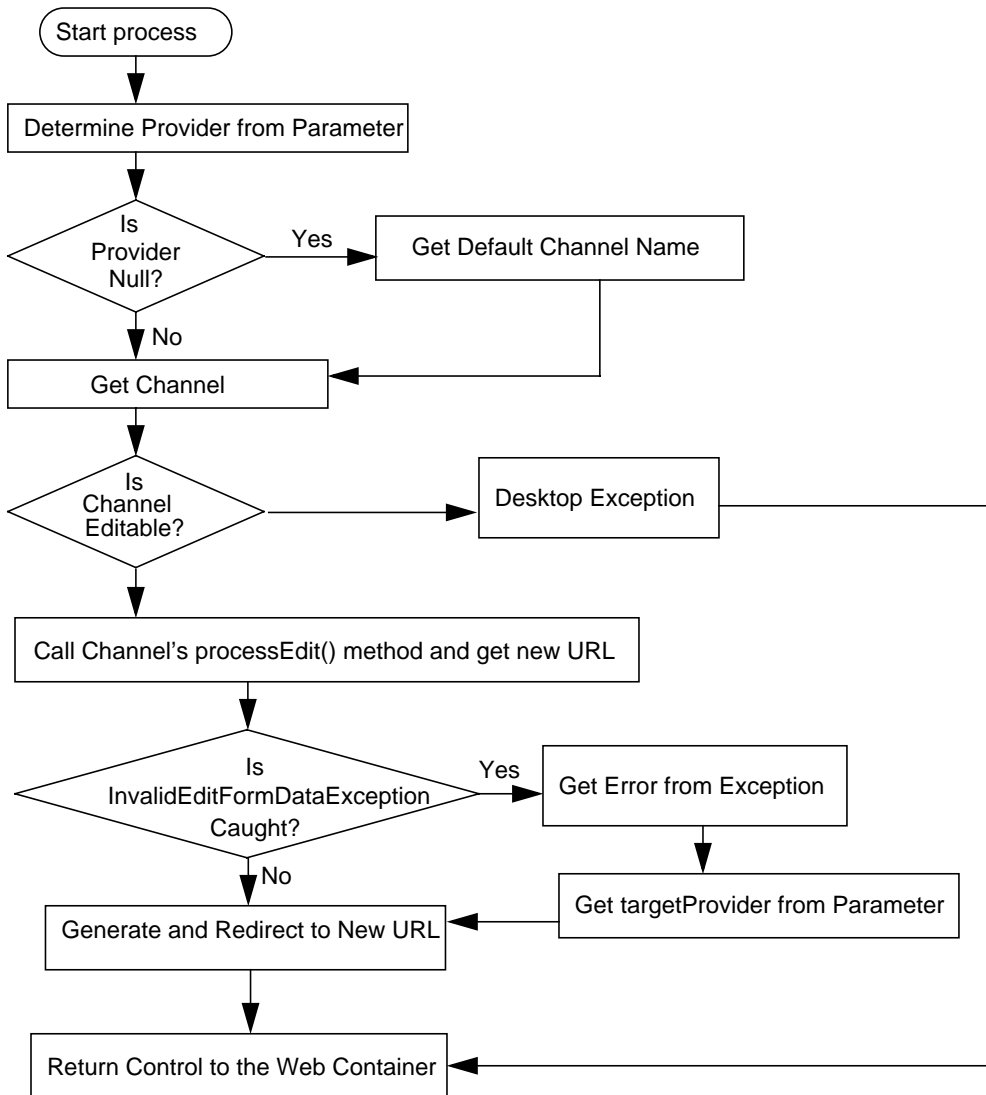 Start process
Determine Provider from Parameter
Is
Provider
Null?
Yes
Get Default Channel Name
No
Get Channel
Is
Channel
Editable?
Desktop Exception
Call Channel’s processEdit() method and get new URL
Is
InvalidEditFormDataException
Caught?
Yes
Get Error from Exception
No
Get targetProvider from Parameter
Generate and Redirect to New URL
Return Control to the Web Container